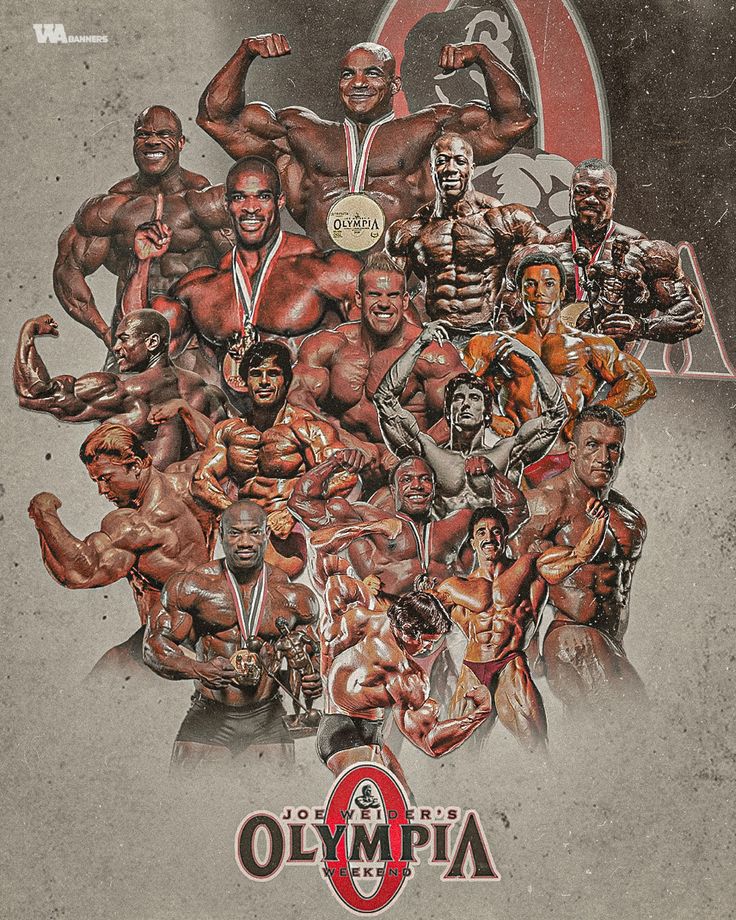 WA BANNERS
OLYMPIA
JOE WEIDER'S
OLYMPIA
WEEKEND